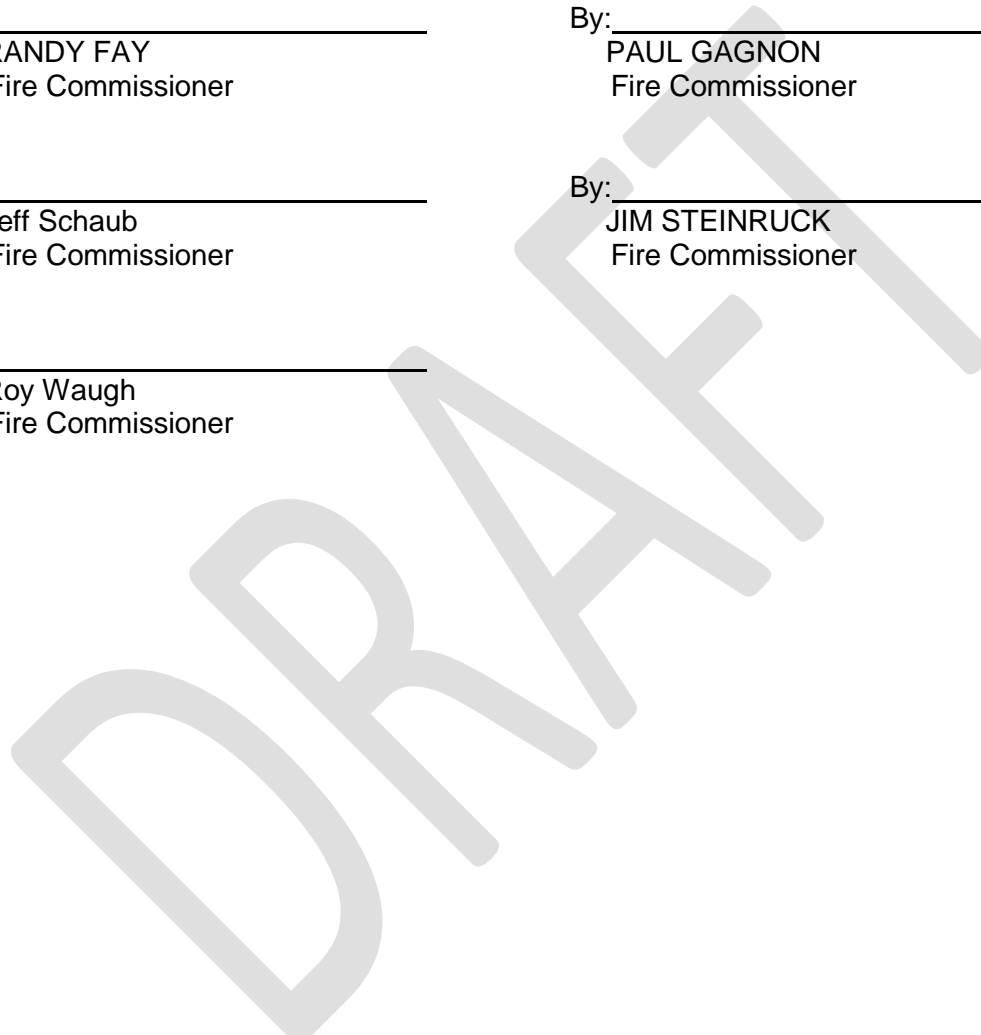 By:
RANDY FAY
PAUL GAGNON
Fire Commissioner
Fire Commissioner
By:
Jeff Schaub
JIM STEINRUCK
Fire Commissioner
Fire Commissioner
Roy Waugh
Fire Commissioner
DRAFT